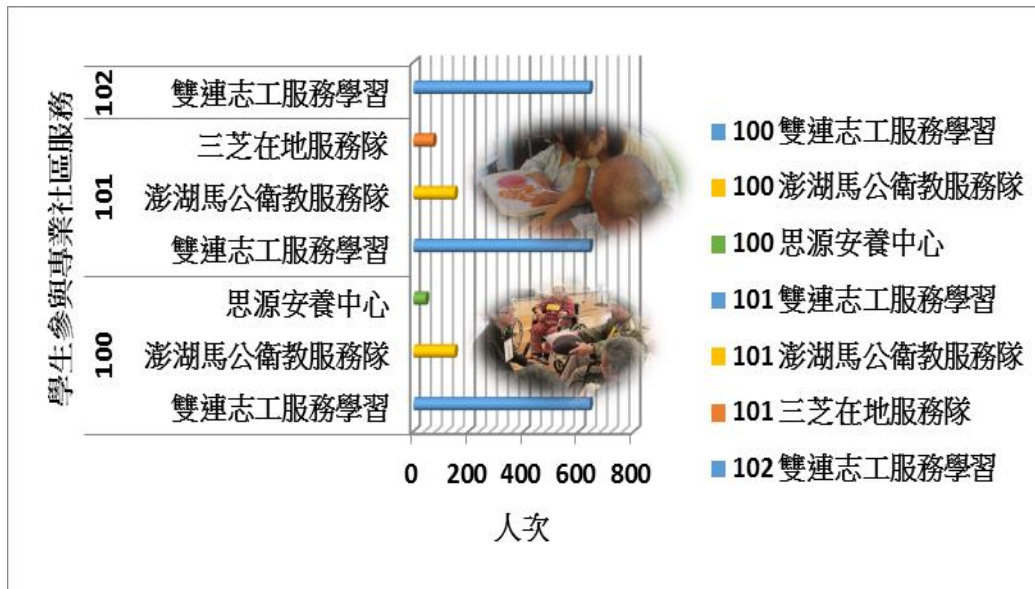 學生參與專業社區服務
102
雙連志工服務學習
101
三芝在地服務隊
澎湖馬公衛教服務隊
雙連志工服務學習
100
思源安養中心
澎湖馬公衛教服務隊
雙連志工服務學習
0 200 400 600 800
人次
100 雙連志工服務學習
100 澎湖馬公衛教服務隊
100 思源安養中心
101 雙連志工服務學習
101 澎湖馬公衛教服務隊
101 三芝在地服務隊
102 雙連志工服務學習